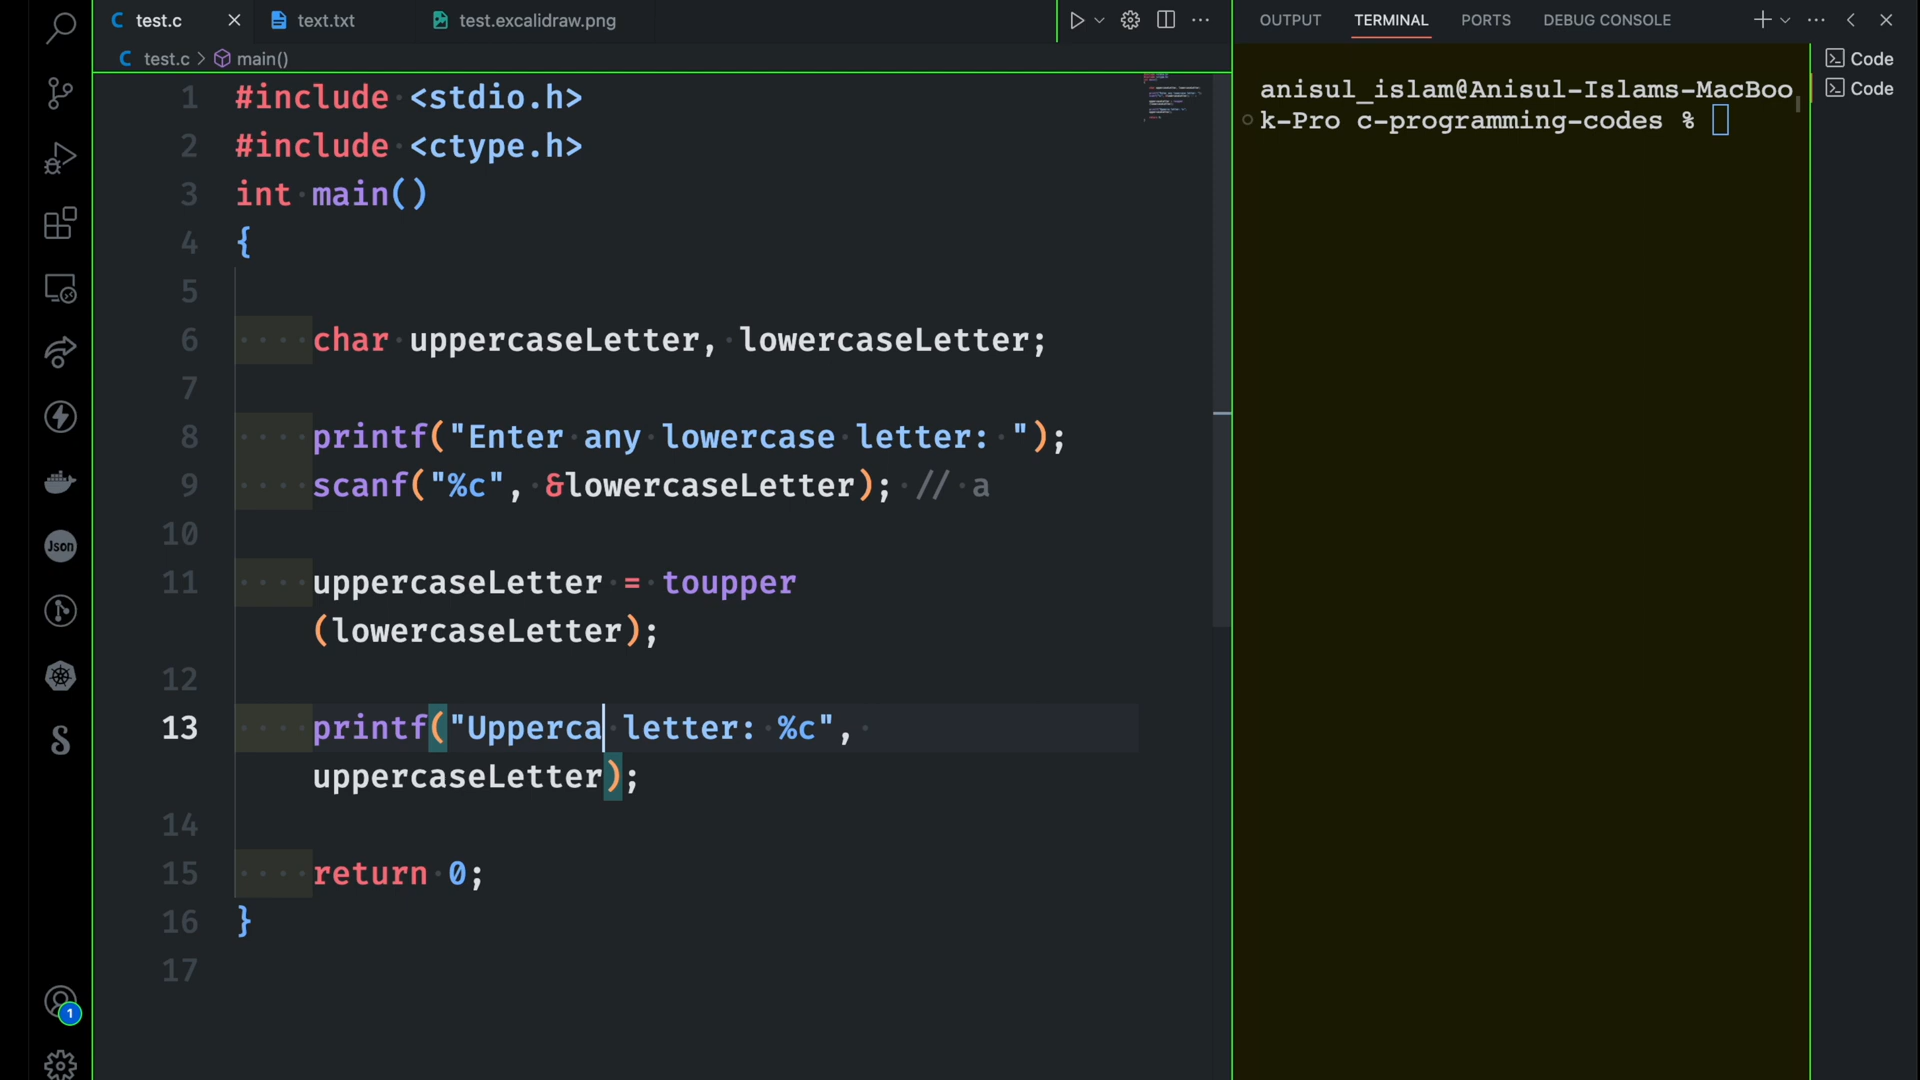 test.c
text.txt
test.excalidraw.png
OUTPUT TERMINAL PORTS DEBUG CONSOLE
test.c > main()
Code
Code
1 #include <stdio.h>
2 #include <ctype.h>
3 int main()
4 {
5
6 char uppercaseLetter, lowercaseLetter;
7
8 printf("Enter any lowercase letter: ");
9 scanf("%c", &lowercaseLetter); // a
10
11 uppercaseLetter = toupper
(lowercaseLetter);
12
13 printf("Upperca letter: %c",
uppercaseLetter);
14
15 return 0;
16 }
17
anisul_islam@Anisul-Islams-MacBoo
k-Pro c-programming-codes %
Json
1